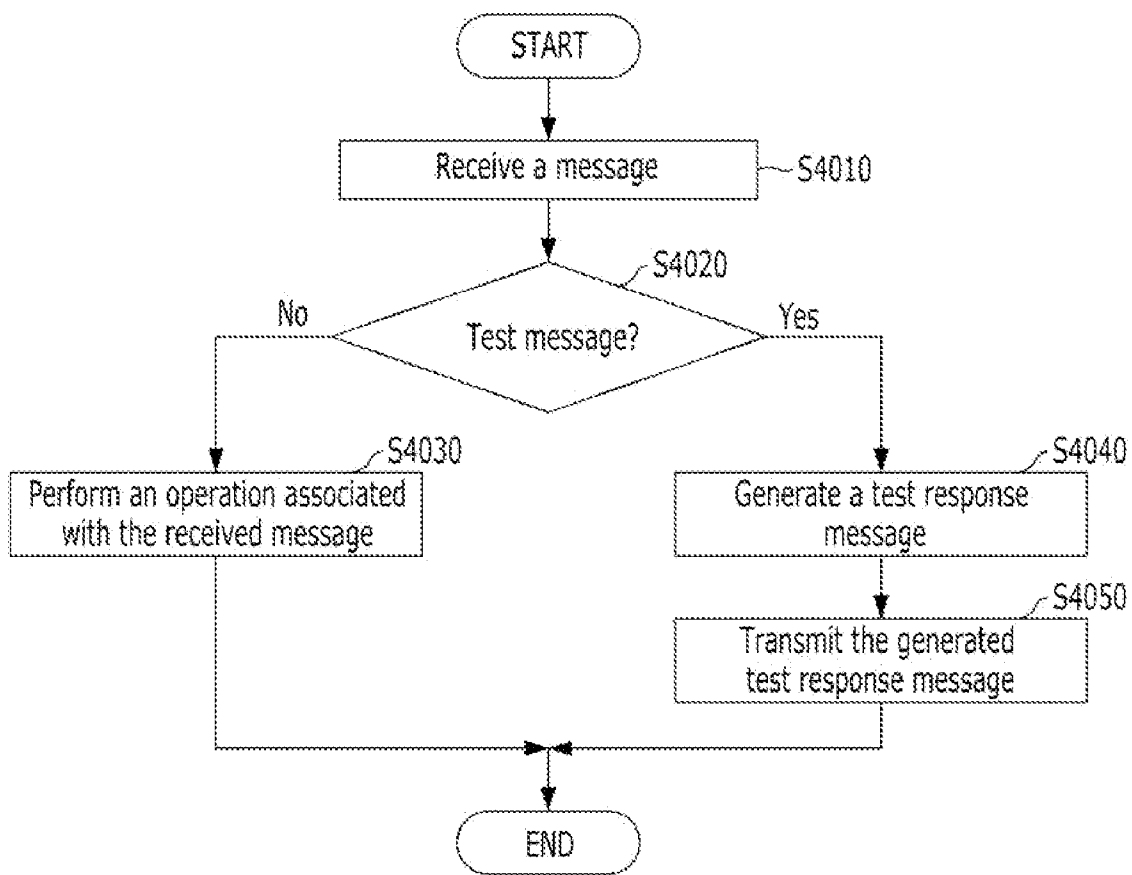 START
Receive a message
S4010
S4020
No
Test message?
Yes
S4030
Perform an operation associated
with the received message
S4040
Generate a test response
message
S4050
Transmit the generated
test response message
END